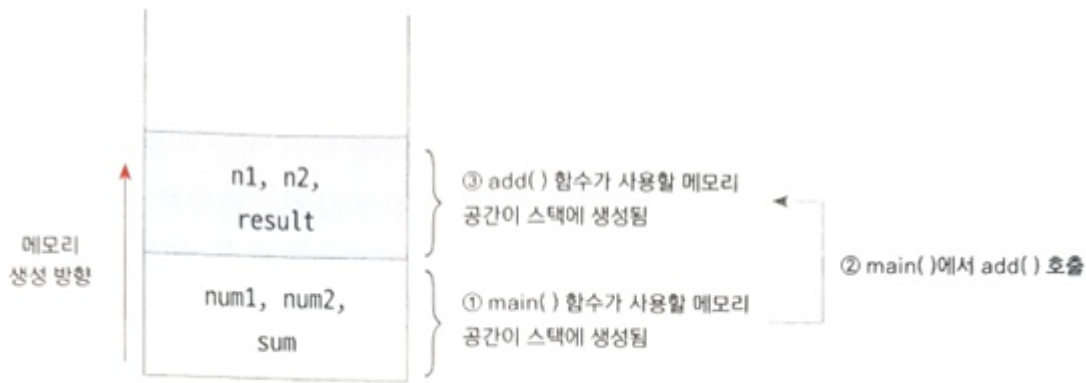 n1, n2,
result
③ add( ) 함수가 사용할 메모리
공간이 스택에 생성됨
메모리
생성 방향
② main( )에서 add( ) 호출
num1, num2,
sum
① main( ) 함수가 사용할 메모리
공간이 스택에 생성됨